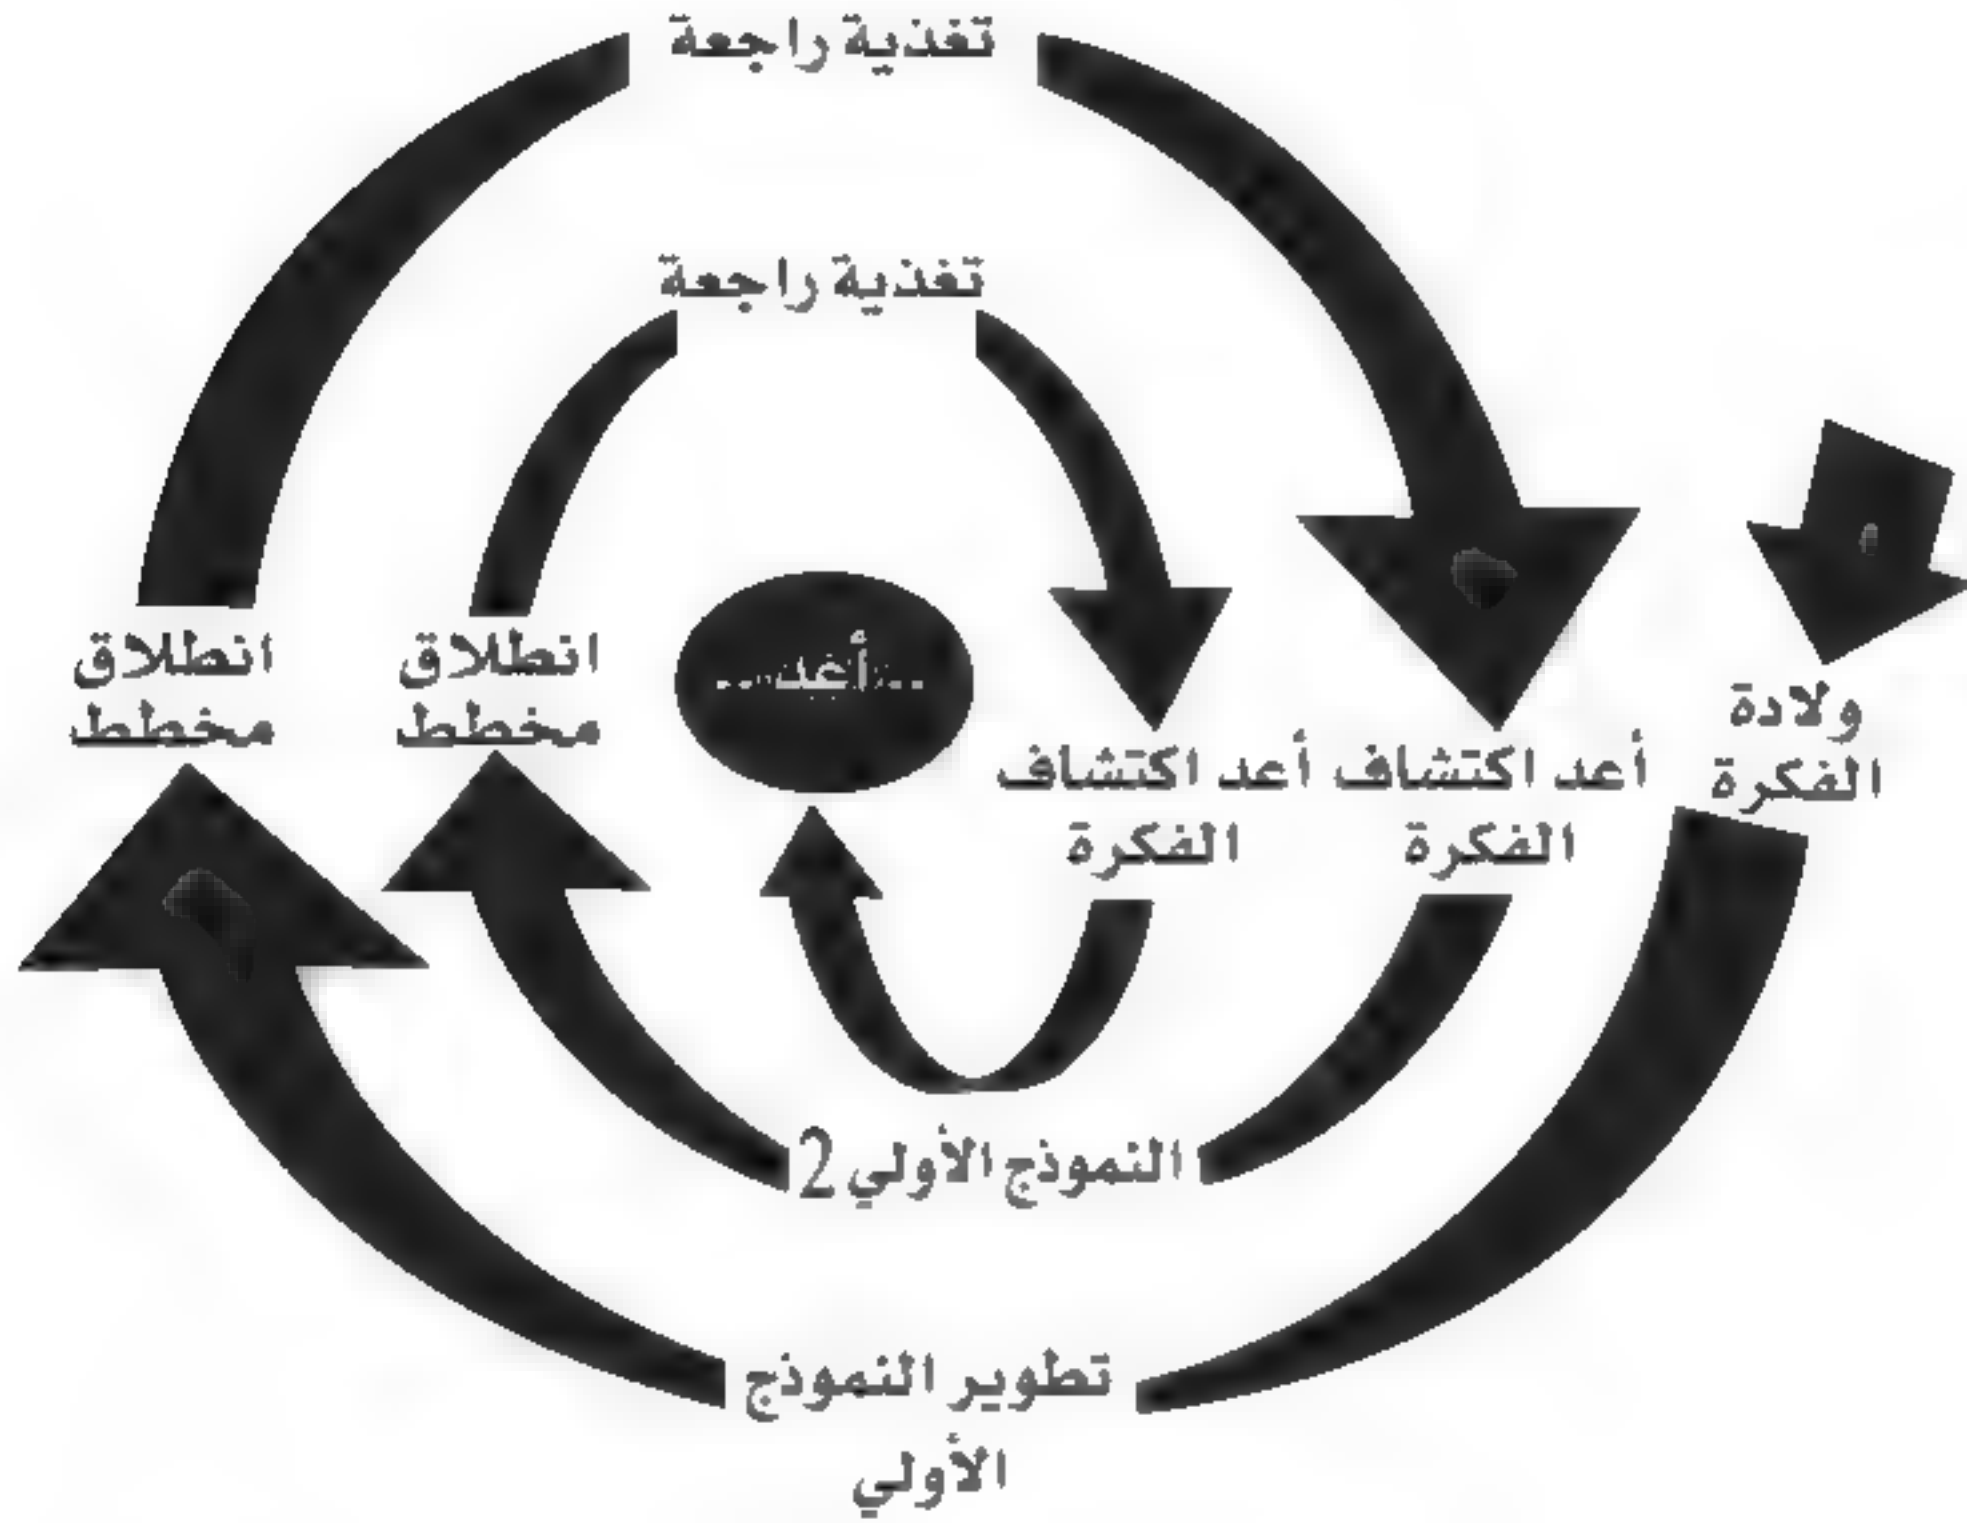 تغذية راجعة
تغذية راجعة
انطلاق
مخطط
انطلاق
مخطط
...أعد...
أعد اكتشاف
الفكرة
أعد اكتشاف
الفكرة
ولادة
الفكرة
النموذج الأولي 2
تطوير النموذج
الأولي